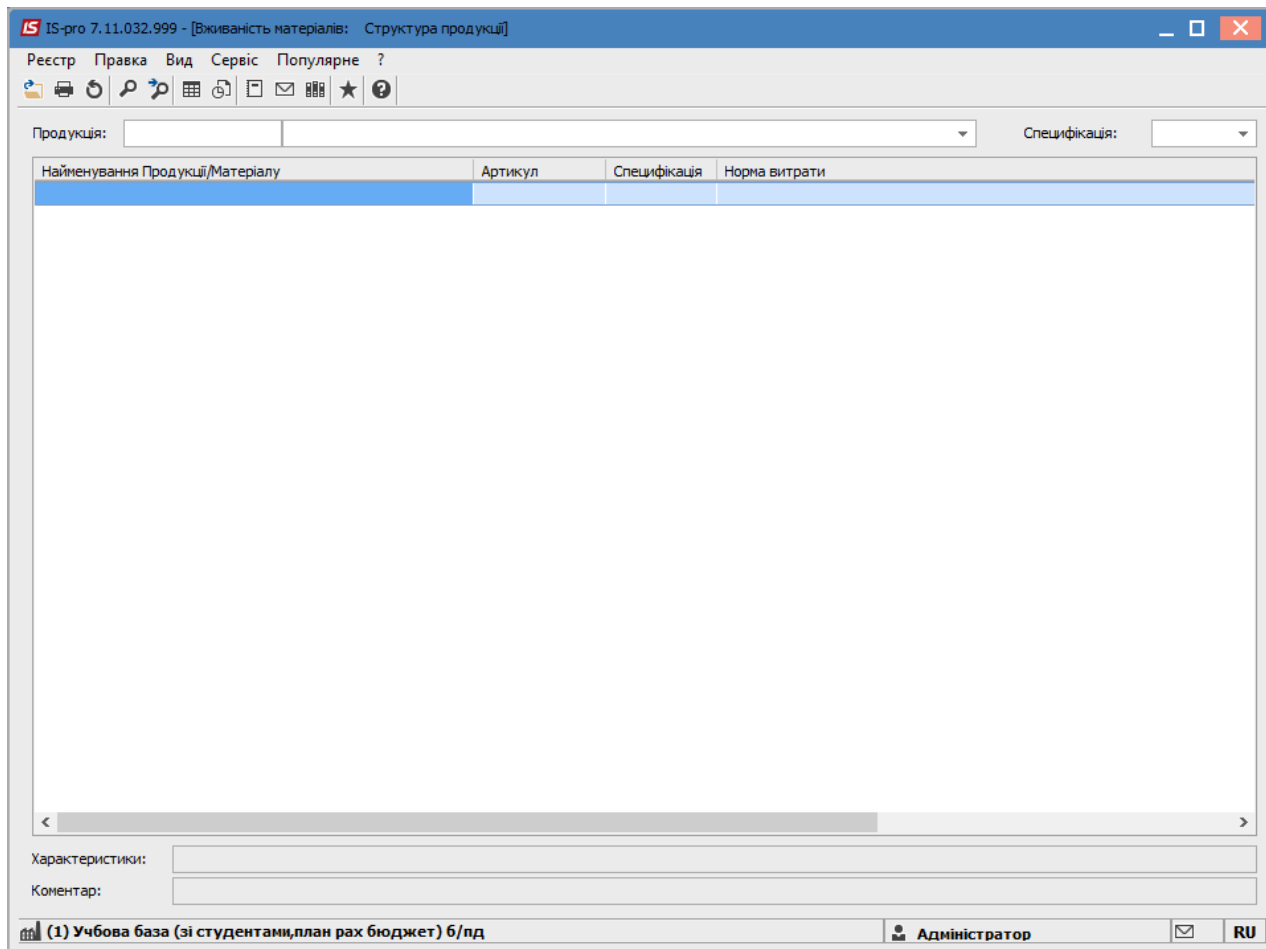 IS-pro 7.11.032.999 - [Вживаність матеріалів: Структура продукції]
Реєстр Правка Вид Сервіс Популярне ?
Продукція: Специфікація:
Найменування Продукції/Матеріалу Артикул Специфікація Норма витрати
Характеристики:
Коментар:
(1) Учбова база (зі студентами,план рах бюджет) б/пд Адміністратор RU